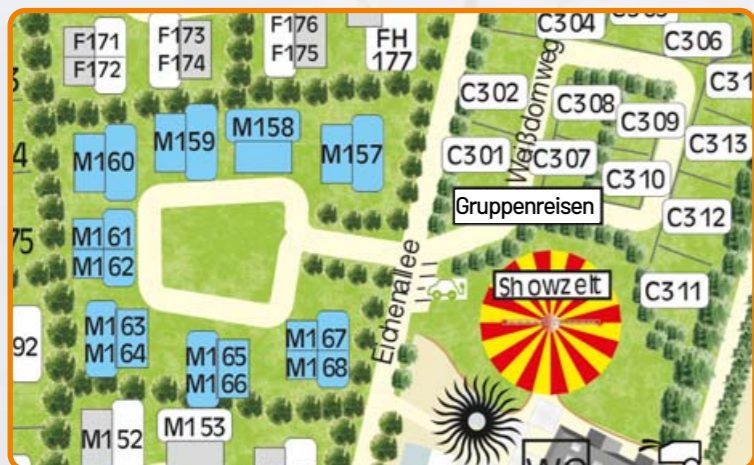 F171
F172
F173
F174
F176
F175
FH
177
C304
C306
C302
C308
C309
C301
C307
C313
C310
C312
C311
Weißdornweg
Gruppenreisen
Eichenallee
Showzelt
M160
M159
M158
M157
M161
M162
M163
M164
M165
M166
M167
M168
M152
M153
75
92
WC